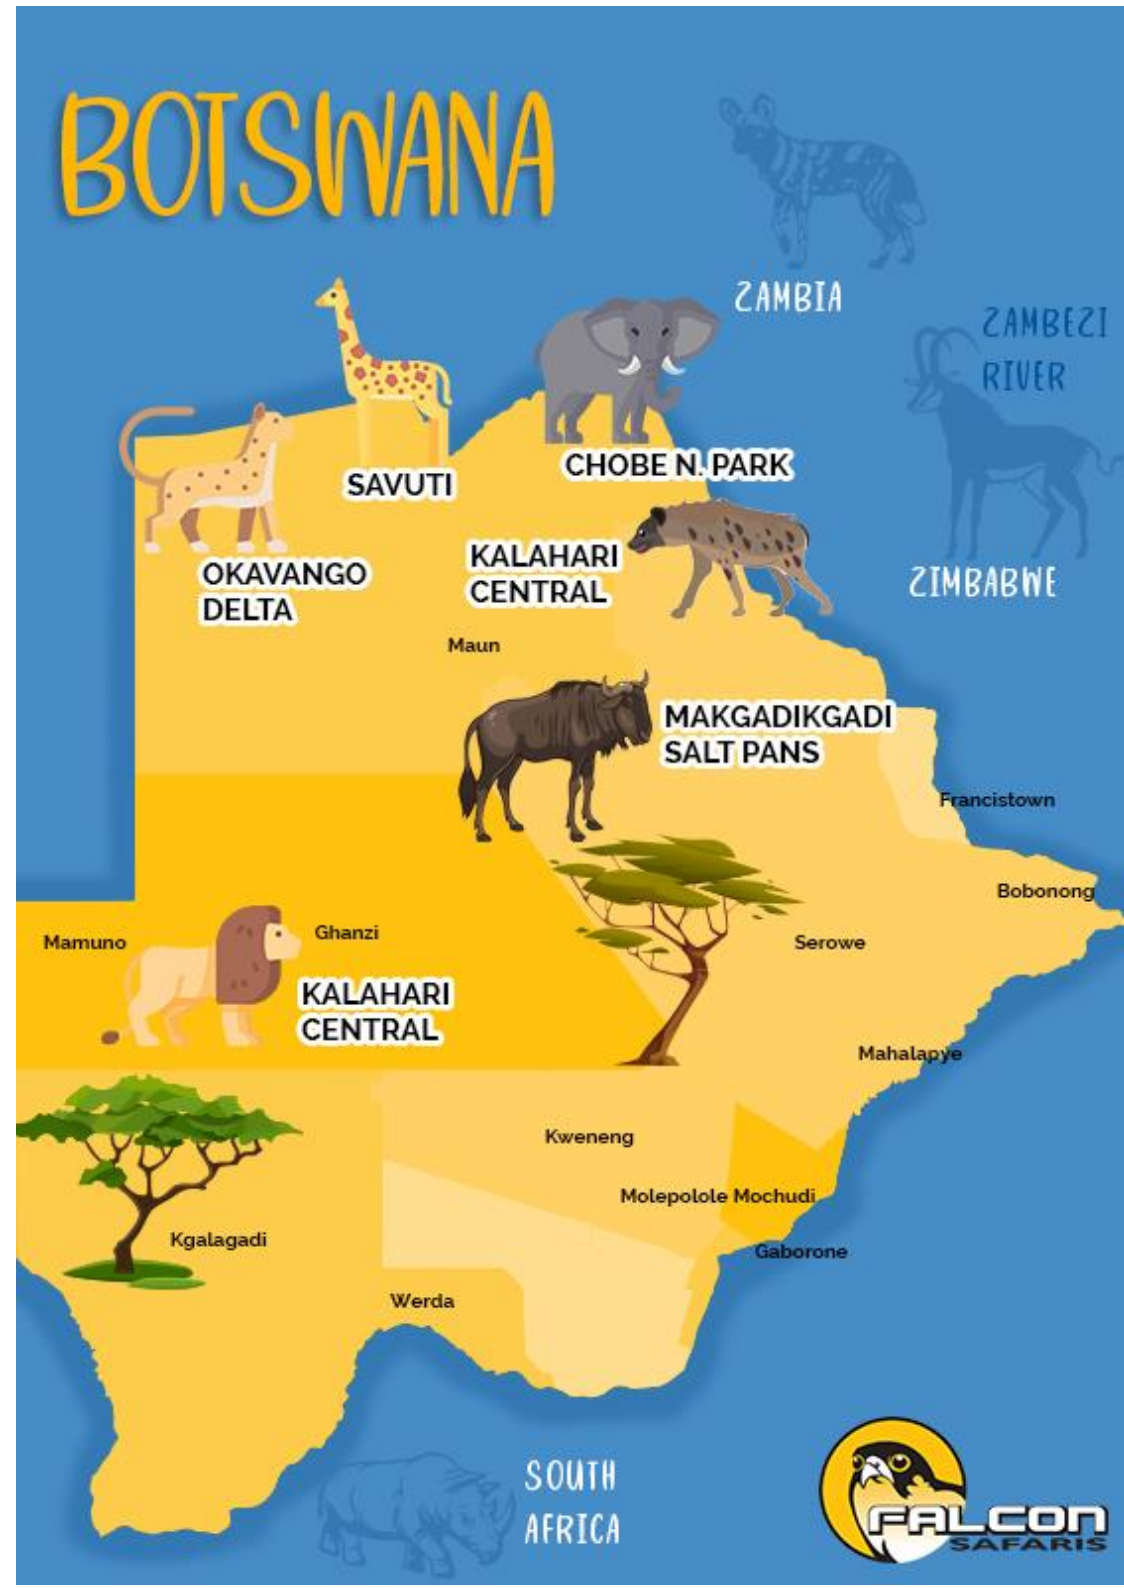 BOTSWANA
ZAMBIA
ZAMBEZI
RIVER
CHOBE N. PARK
SAVUTI
KALAHARI
CENTRAL
OKAVANGO
DELTA
ZIMBABWE
Maun
MAKGADIKGADI
SALT PANS
Francistown
Bobonong
Mamuno
Ghanzi
Serowe
KALAHARI
CENTRAL
Mahalapye
Kweneng
Molepolole Mochudi
Kgalagadi
Gaborone
Werda
SOUTH
AFRICA
FALCON
SAFARIS